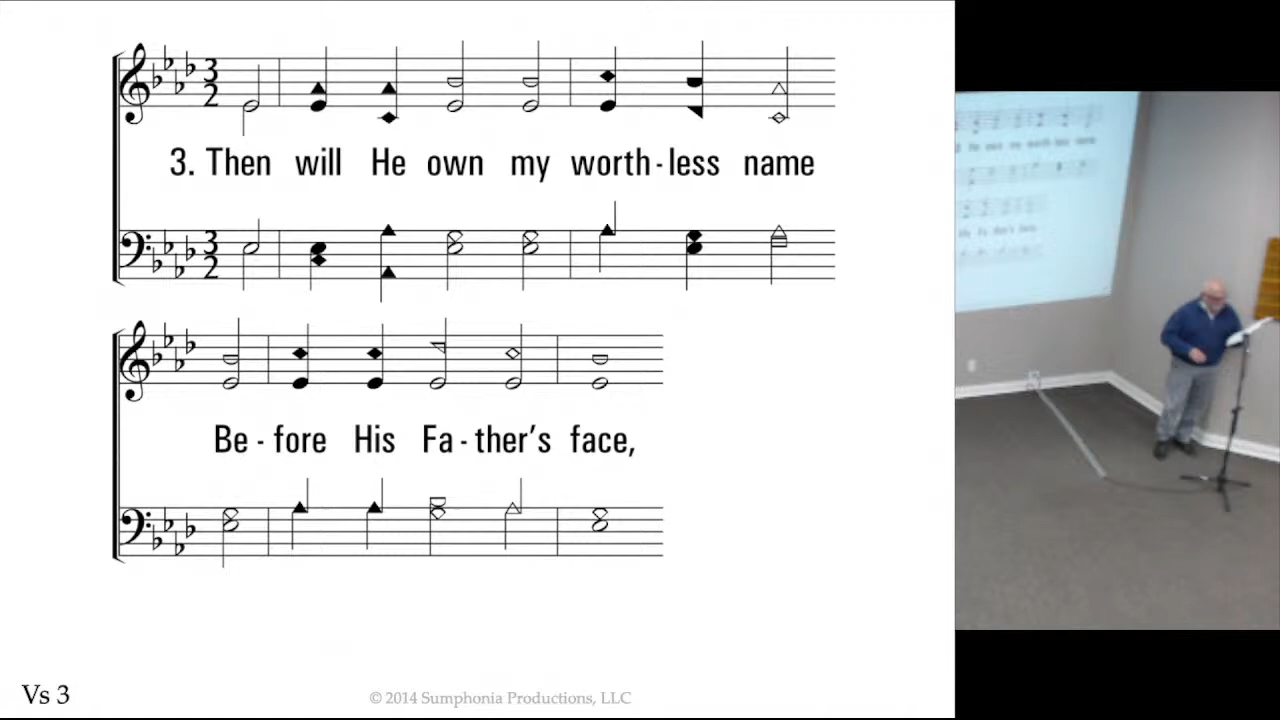 3. Then will He own my worth-less name
Be-fore His Fa-ther's face,
Vs 3
© 2014 Sumphonia Productions, LLC